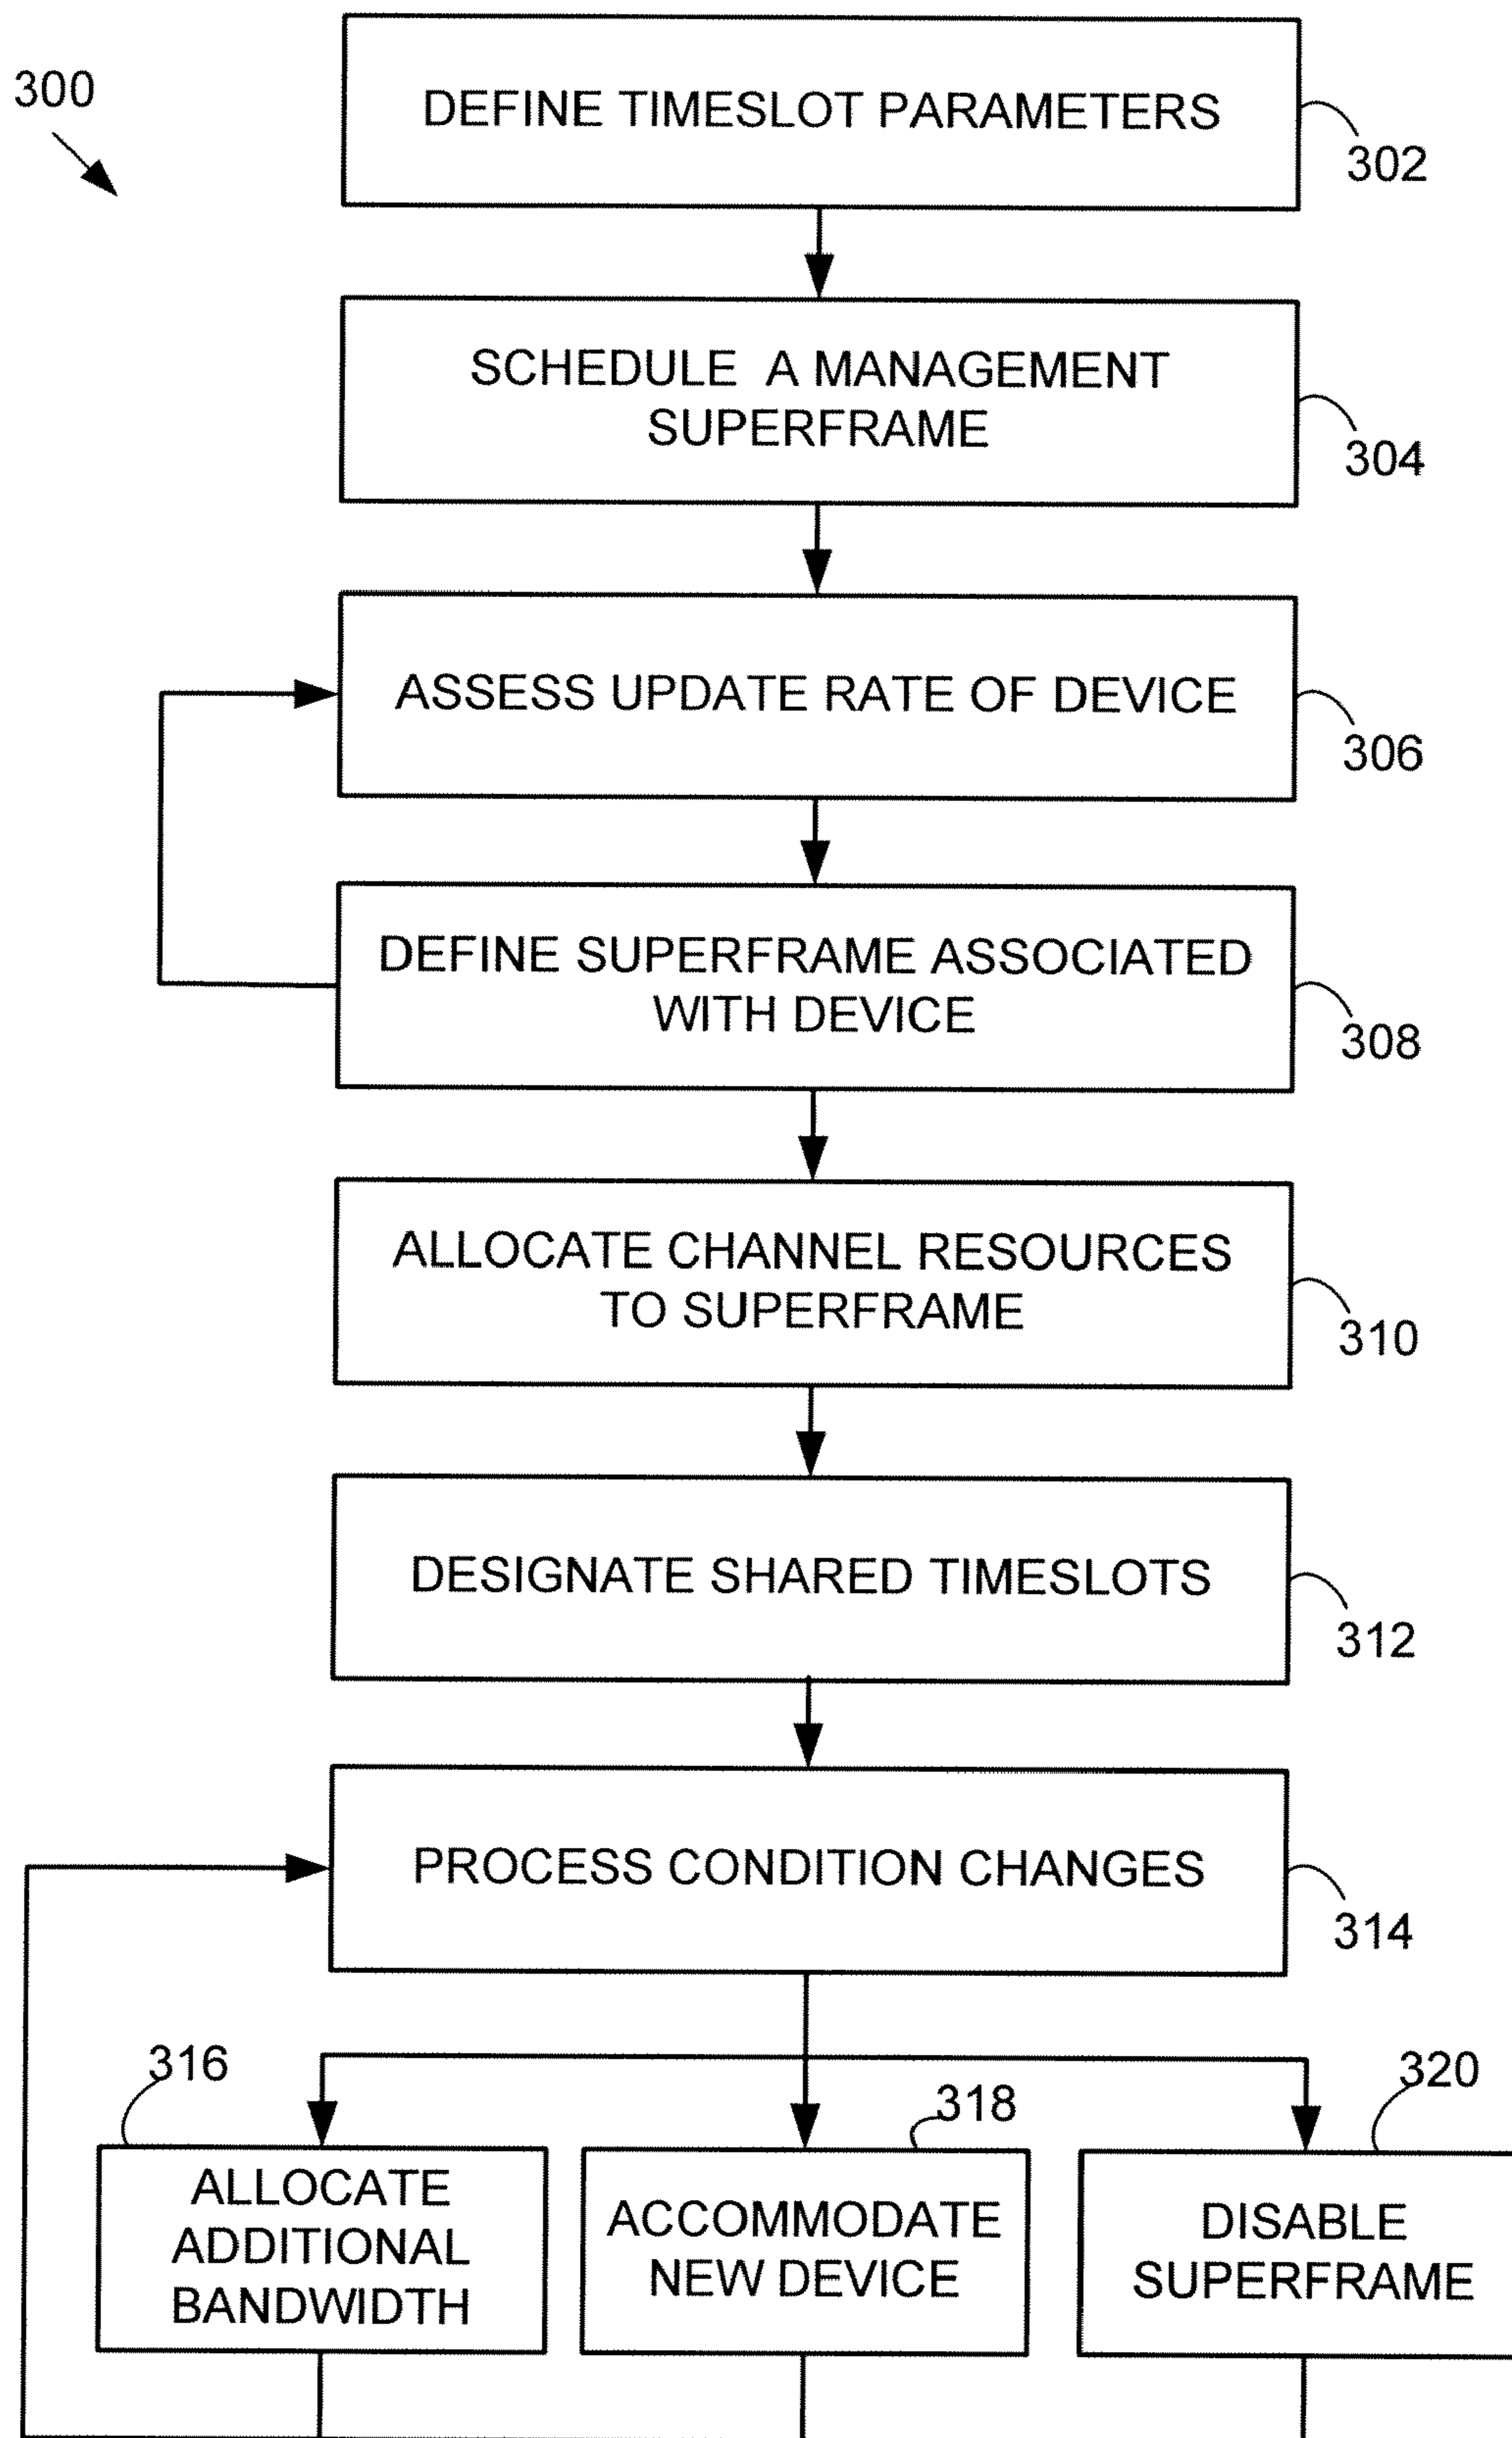 300
DEFINE TIMESLOT PARAMETERS
302
SCHEDULE A MANAGEMENT
SUPERFRAME
304
ASSESS UPDATE RATE OF DEVICE
306
DEFINE SUPERFRAME ASSOCIATED
WITH DEVICE
308
ALLOCATE CHANNEL RESOURCES
TO SUPERFRAME
310
DESIGNATE SHARED TIMESLOTS
312
PROCESS CONDITION CHANGES
314
316
ALLOCATE
ADDITIONAL
BANDWIDTH
318
ACCOMMODATE
NEW DEVICE
320
DISABLE
SUPERFRAME